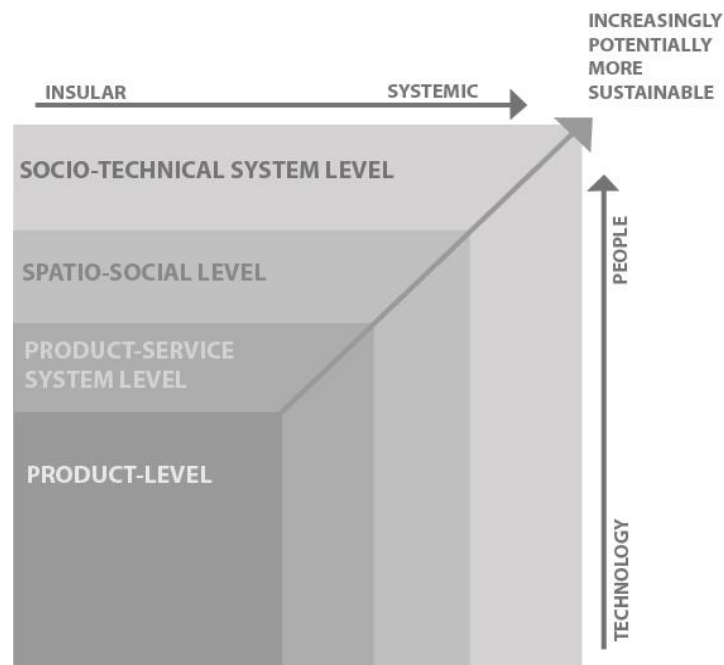 INCREASINGLY
POTENTIALLY
MORE
SUSTAINABLE
INSULAR
SYSTEMIC
SOCIO-TECHNICAL SYSTEM LEVEL
PEOPLE
SPATIO-SOCIAL LEVEL
PRODUCT-SERVICE
SYSTEM LEVEL
PRODUCT-LEVEL
TECHNOLOGY